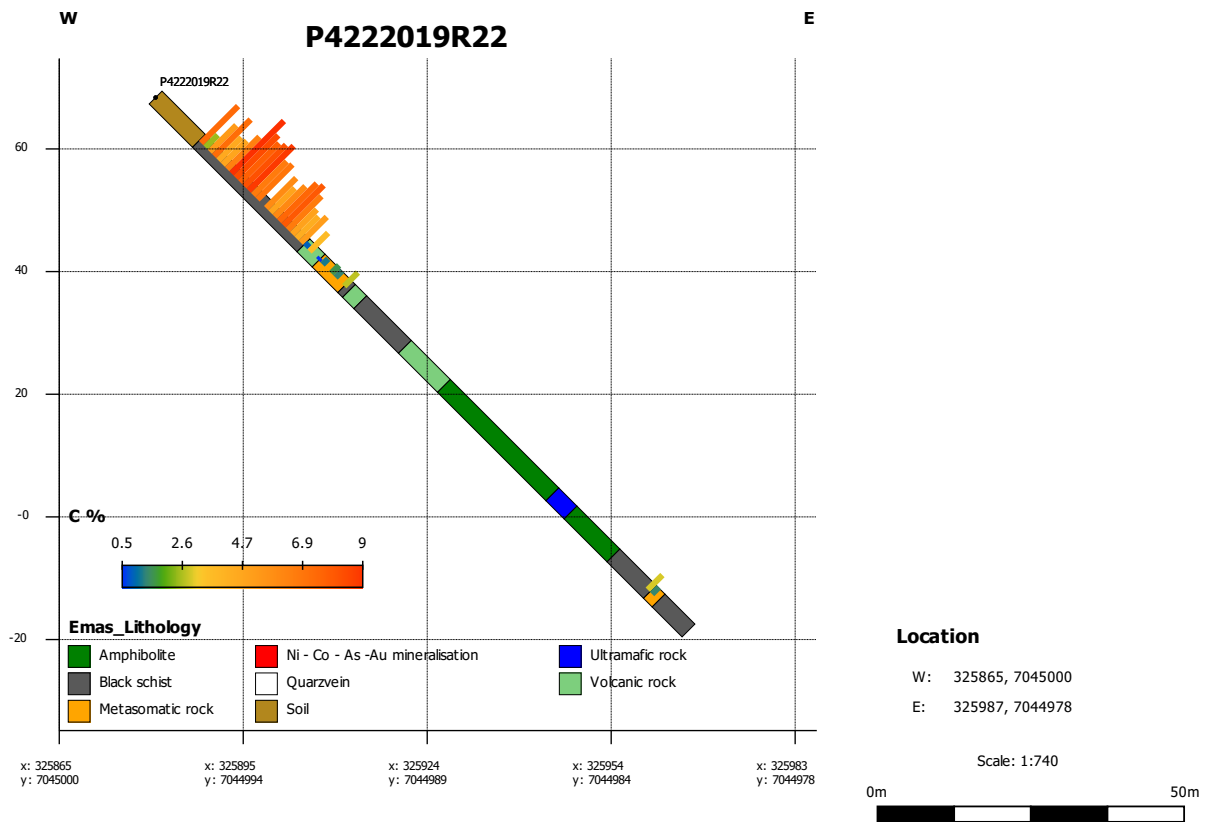 W
E
P4222019R22
P4222019R22
60
40
20
-0
-20
C %
0.5 2.6 4.7 6.9 9
Emas_Lithology
Amphibolite
Ni - Co - As -Au mineralisation
Ultramafic rock
Black schist
Quarzvein
Volcanic rock
Metasomatic rock
Soil
x: 325865
y: 7045000
x: 325895
y: 7044994
x: 325924
y: 7044989
x: 325954
y: 7044984
x: 325983
y: 7044978
Location
W: 325865, 7045000
E: 325987, 7044978
Scale: 1:740
0m 50m